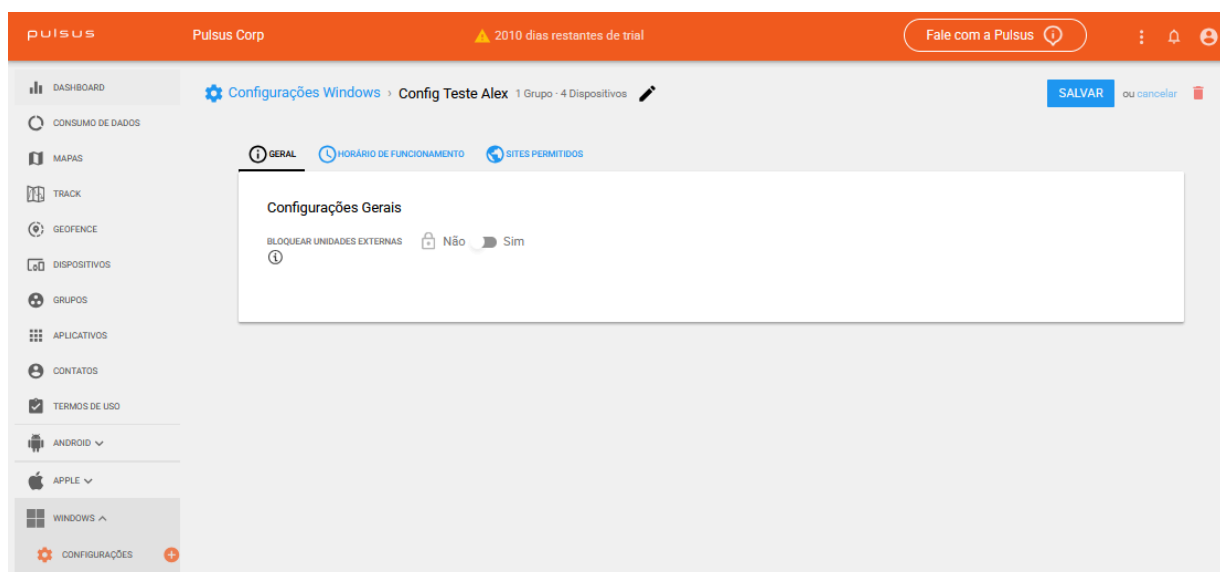 pulsus Pulsus Corp 2010 dias restantes de trial Fale com a Pulsus
DASHBOARD
CONSUMO DE DADOS
MAPAS
TRACK
GEOFENCE
DISPOSITIVOS
GRUPOS
APLICATIVOS
CONTATOS
TERMOS DE USO
ANDROID
APPLE
WINDOWS
CONFIGURAÇÕES
Configurações Windows › Config Teste Alex 1 Grupo · 4 Dispositivos SALVAR ou cancelar
GERAL HORÁRIO DE FUNCIONAMENTO SITES PERMITIDOS
Configurações Gerais
BLOQUEAR UNIDADES EXTERNAS Não Sim